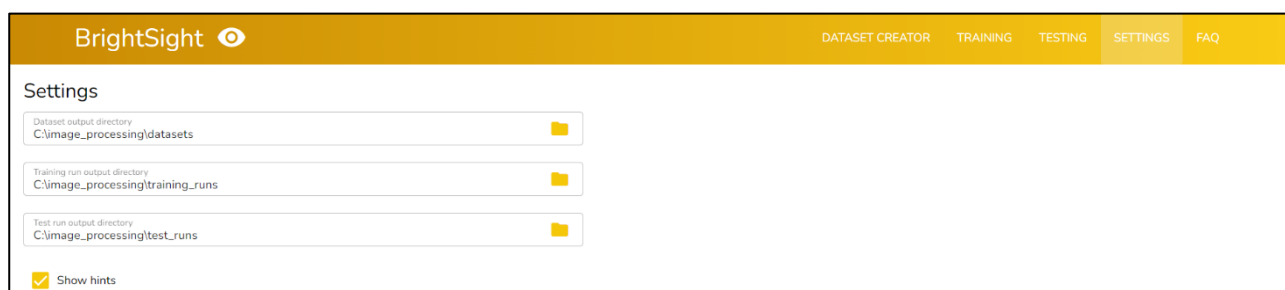 BrightSight
DATASET CREATOR TRAINING TESTING SETTINGS FAQ
Settings
Dataset output directory
C:\image_processing\datasets
Training run output directory
C:\image_processing\training_runs
Test run output directory
C:\image_processing\test_runs
Show hints